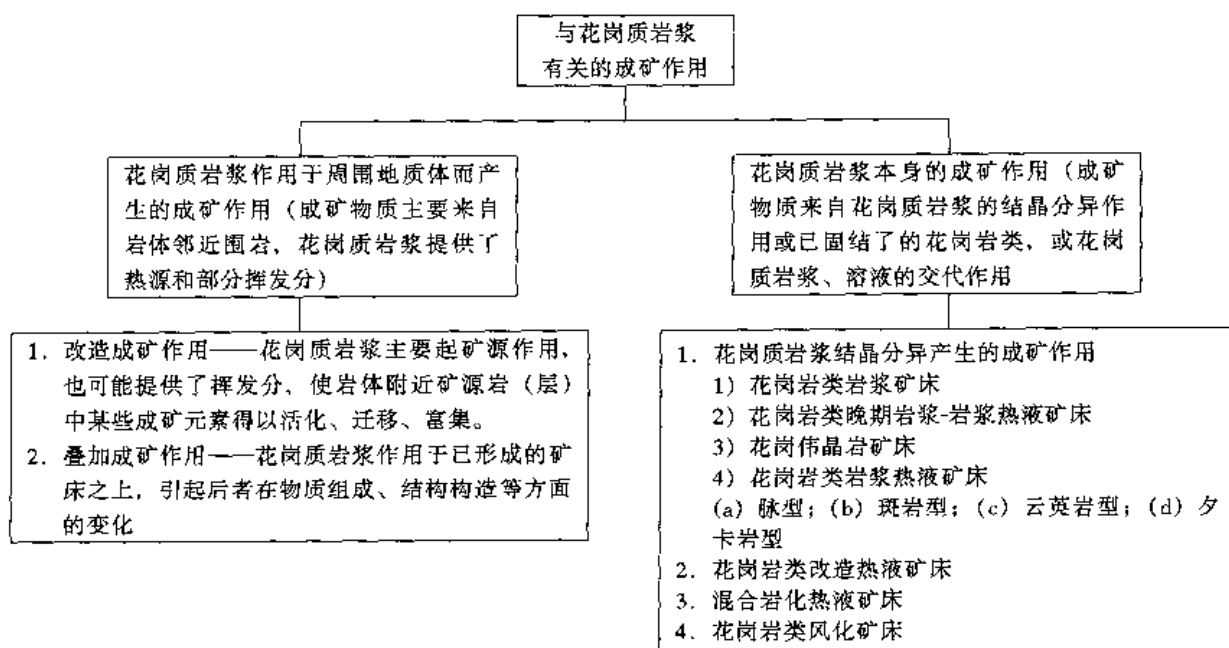 与花岗质岩浆
有关的成矿作用
花岗质岩浆作用于周围地质体而产
生的成矿作用（成矿物质主要来自
岩体邻近围岩，花岗质岩浆提供了
热源和部分挥发分）
花岗质岩浆本身的成矿作用（成矿
物质来自花岗质岩浆的结晶分异作
用或已固结了的花岗岩类，或花岗
质岩浆、溶液的交代作用
1. 改造成矿作用——花岗质岩浆主要起矿源作用，
也可能提供了挥发分，使岩体附近矿源岩（层）
中某些成矿元素得以活化、迁移、富集。
2. 叠加成矿作用——花岗质岩浆作用于已形成的矿
床之上，引起后者在物质组成、结构构造等方面
的变化
1. 花岗质岩浆结晶分异产生的成矿作用
1）花岗岩类岩浆矿床
2）花岗岩类晚期岩浆-岩浆热液矿床
3）花岗伟晶岩矿床
4）花岗岩类岩浆热液矿床
(a) 脉型；(b) 斑岩型；(c) 云英岩型；(d) 夕
卡岩型
2. 花岗岩类改造热液矿床
3. 混合岩化热液矿床
4. 花岗岩类风化矿床